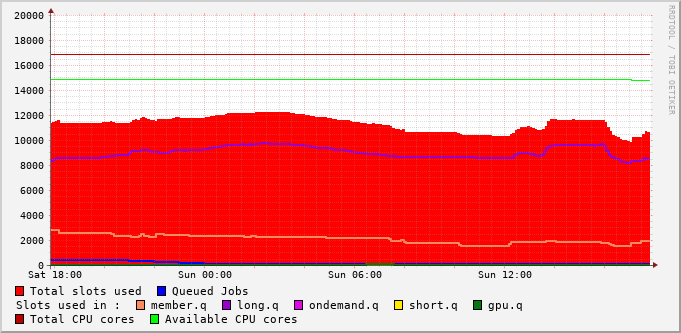 20000
18000
16000
14000
12000
10000
8000
6000
4000
2000
0
Sat 18:00 Sun 00:00 Sun 06:00 Sun 12:00
Total slots used Queued Jobs
Slots used in : member.q long.q ondemand.q short.q gpu.q
Total CPU cores Available CPU cores
RRDTOOL / TOBI OETIKER